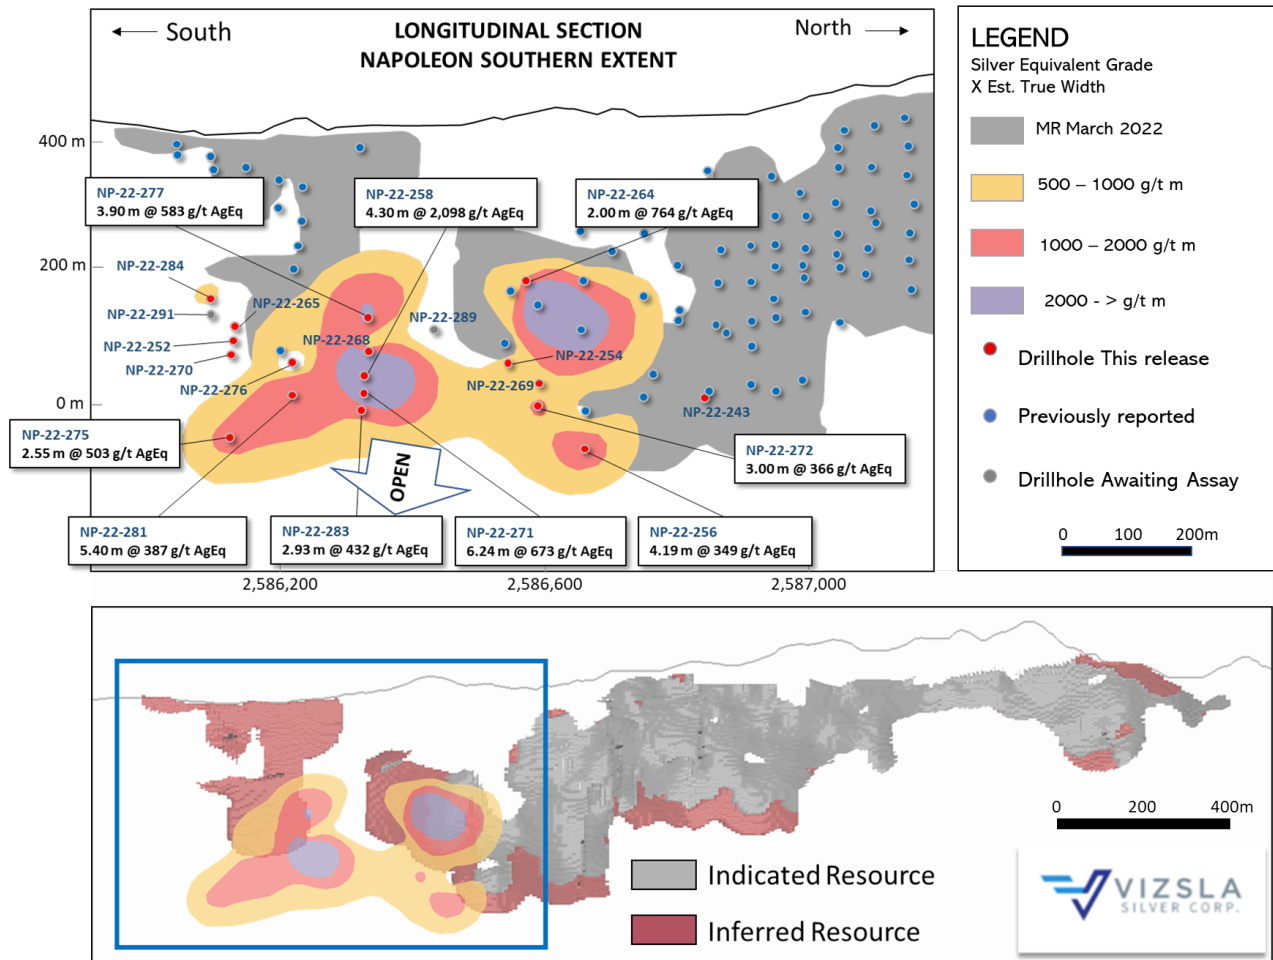 South
LONGITUDINAL SECTION
NAPOLEON SOUTHERN EXTENT
North
400 m
200 m
0 m
NP-22-277
3.90 m @ 583 g/t AgEq
NP-22-258
4.30 m @ 2,098 g/t AgEq
NP-22-264
2.00 m @ 764 g/t AgEq
NP-22-284
NP-22-291
NP-22-265
NP-22-289
NP-22-252
NP-22-268
NP-22-270
NP-22-254
NP-22-276
NP-22-269
NP-22-243
NP-22-275
2.55 m @ 503 g/t AgEq
NP-22-272
3.00 m @ 366 g/t AgEq
OPEN
NP-22-281
5.40 m @ 387 g/t AgEq
NP-22-283
2.93 m @ 432 g/t AgEq
NP-22-271
6.24 m @ 673 g/t AgEq
NP-22-256
4.19 m @ 349 g/t AgEq
2,586,200
2,586,600
2,587,000
LEGEND
Silver Equivalent Grade
X Est. True Width
MR March 2022
500 – 1000 g/t m
1000 – 2000 g/t m
2000 - > g/t m
Drillhole This release
Previously reported
Drillhole Awaiting Assay
0 100 200m
0 200 400m
Indicated Resource
Inferred Resource
VIZSLA
SILVER CORP.